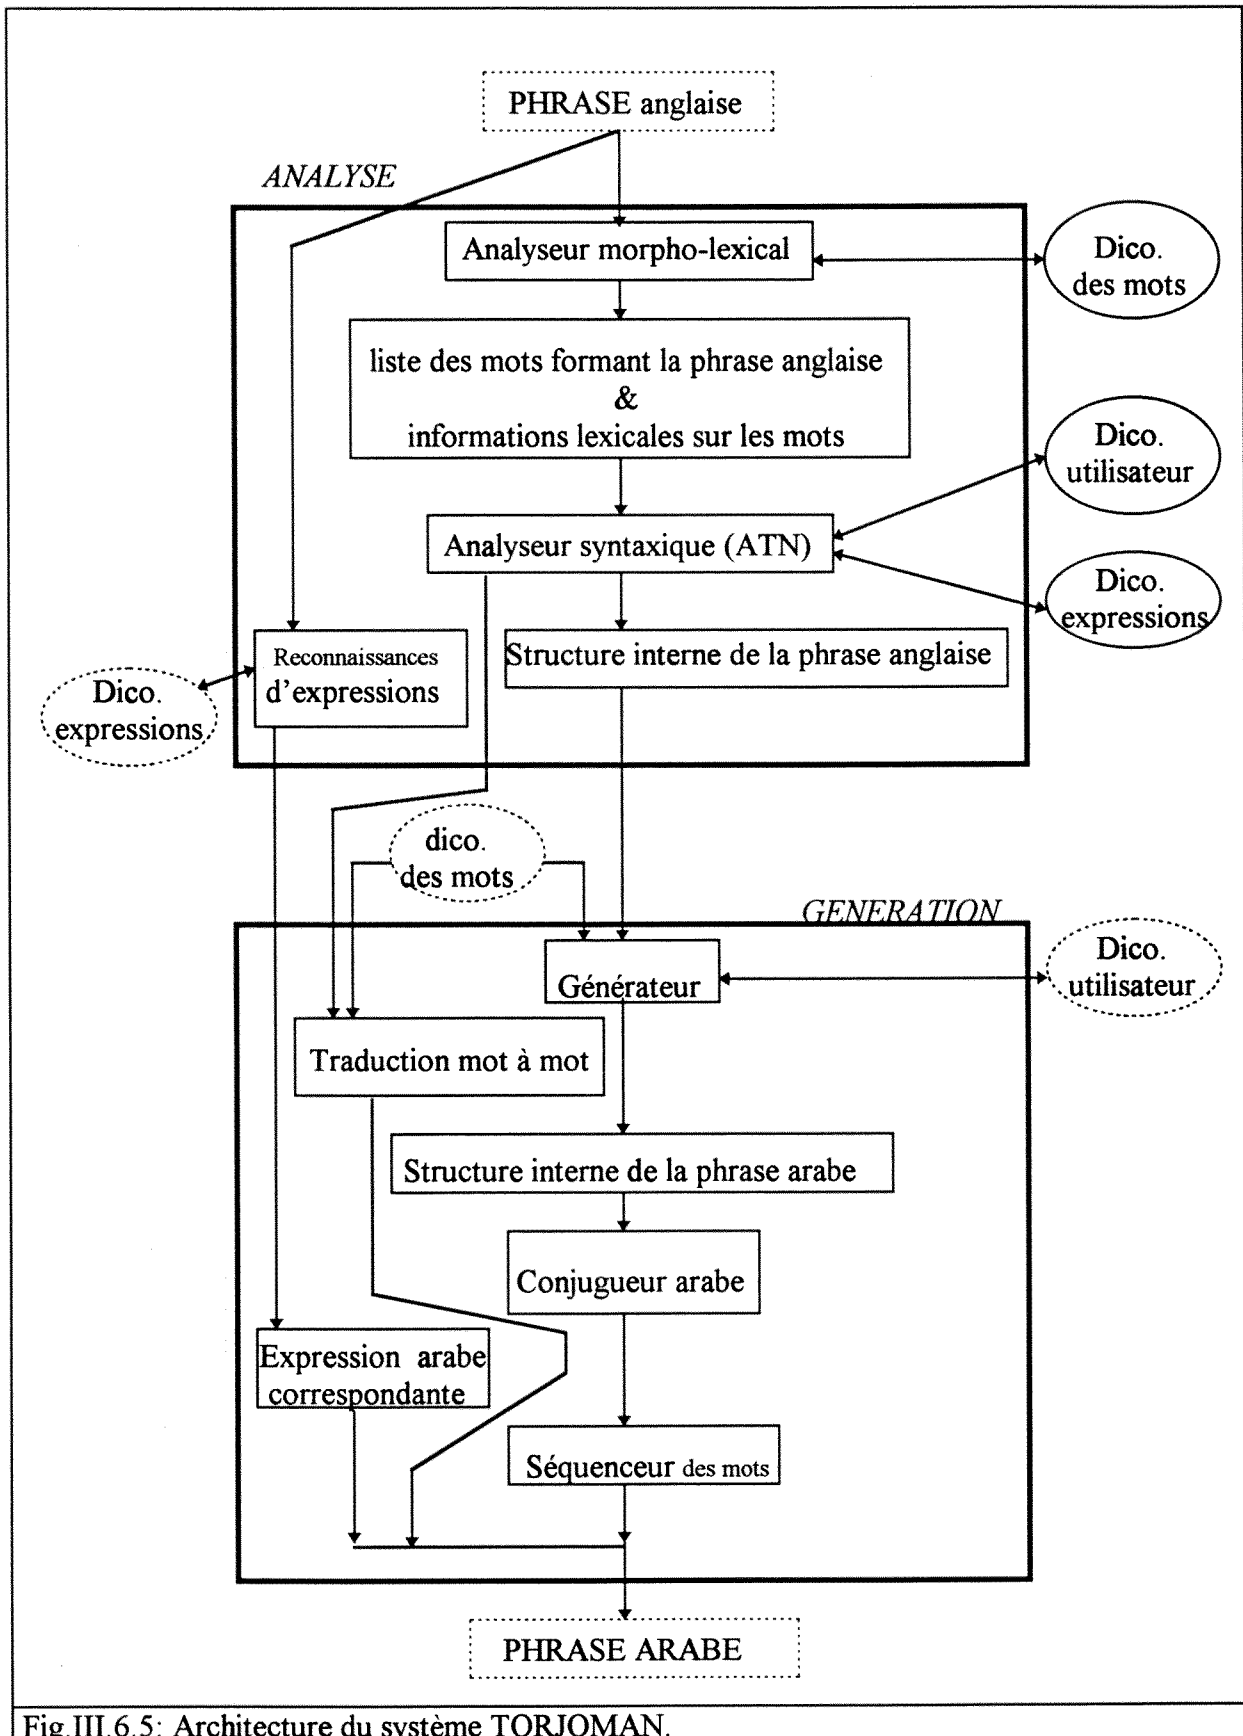 PHRASE anglaise
ANALYSE
Analyseur morpho-lexical
Dico.
des mots
liste des mots formant la phrase anglaise
&
informations lexicales sur les mots
Dico.
utilisateur
Analyseur syntaxique (ATN)
Dico.
expressions
Reconnaissances
d'expressions
Structure interne de la phrase anglaise
Dico.
expressions
dico.
des mots
GENERATION
Générateur
Dico.
utilisateur
Traduction mot à mot
Structure interne de la phrase arabe
Conjugueur arabe
Expression arabe
correspondante
Séquenceur des mots
PHRASE ARABE
Fig.III.6.5: Architecture du système TORJOMAN.